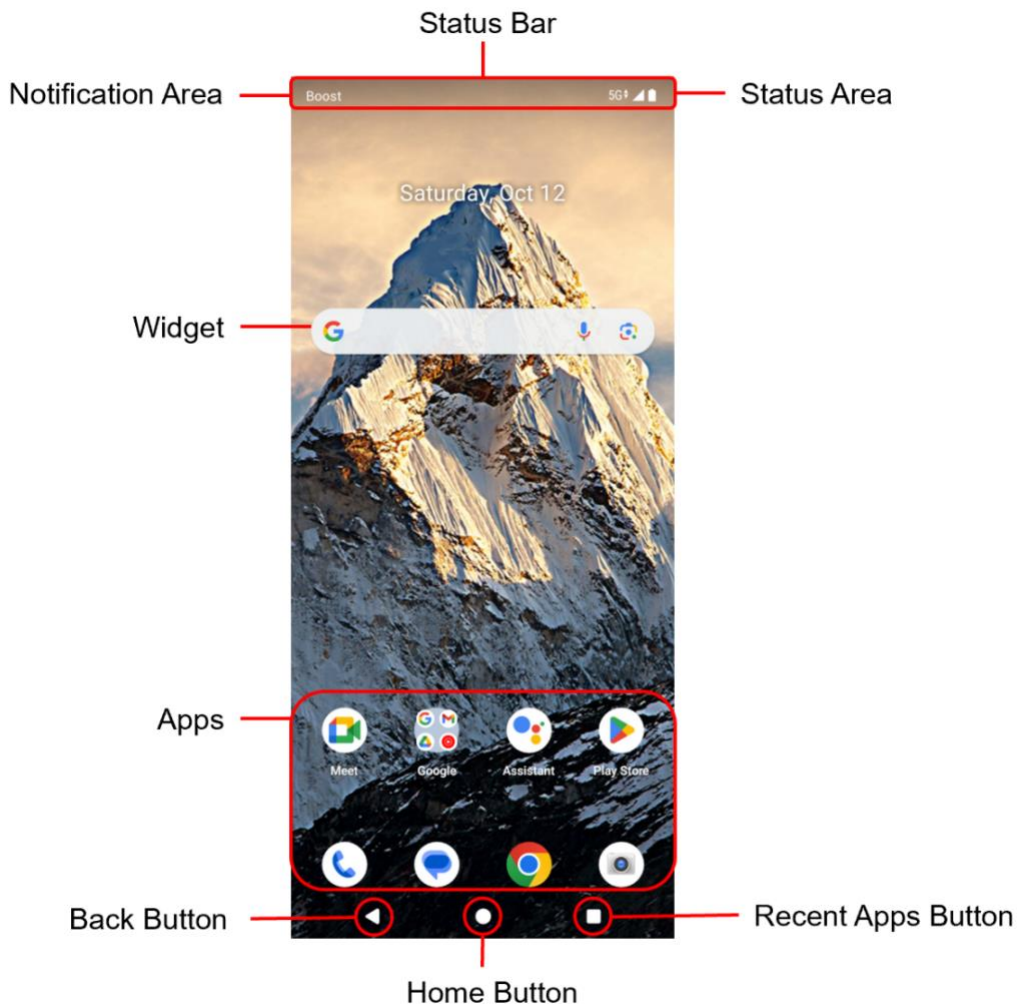 Status Bar
Notification Area
Status Area
Boost
5G
Saturday, Oct 12
Widget
G
Apps
Meet
Google
Assistant
Play Store
Back Button
Recent Apps Button
Home Button